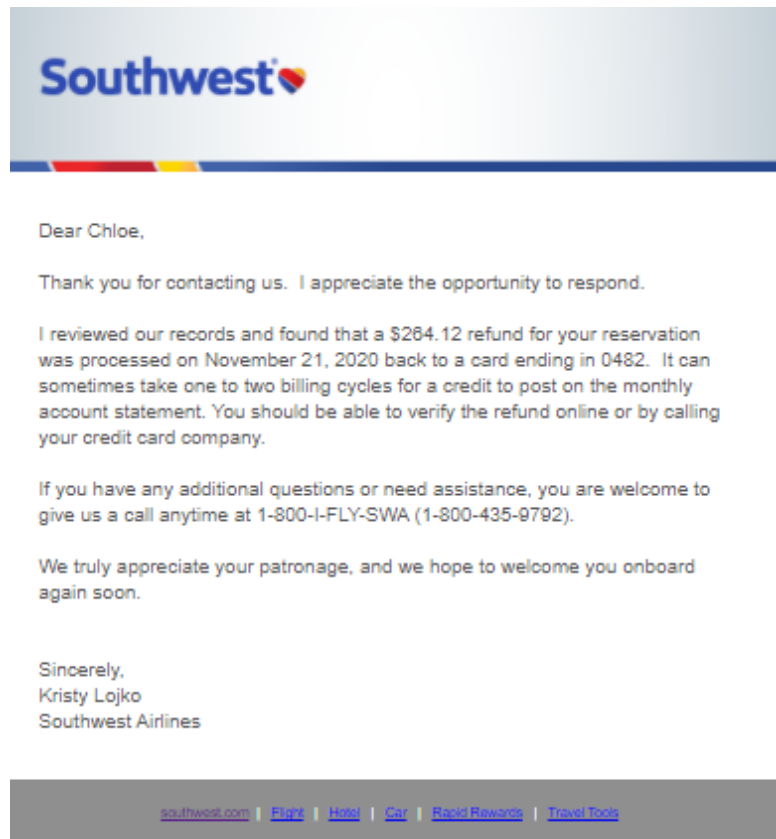 Southwest
Dear Chloe,
Thank you for contacting us.  I appreciate the opportunity to respond.
I reviewed our records and found that a $264.12 refund for your reservation
was processed on November 21, 2020 back to a card ending in 0482.  It can
sometimes take one to two billing cycles for a credit to post on the monthly
account statement. You should be able to verify the refund online or by calling
your credit card company.
If you have any additional questions or need assistance, you are welcome to
give us a call anytime at 1-800-I-FLY-SWA (1-800-435-9792).
We truly appreciate your patronage, and we hope to welcome you onboard
again soon.
Sincerely,
Kristy Lojko
Southwest Airlines
southwest.com | Flight | Hotel | Car | Rapid Rewards | Travel Tools